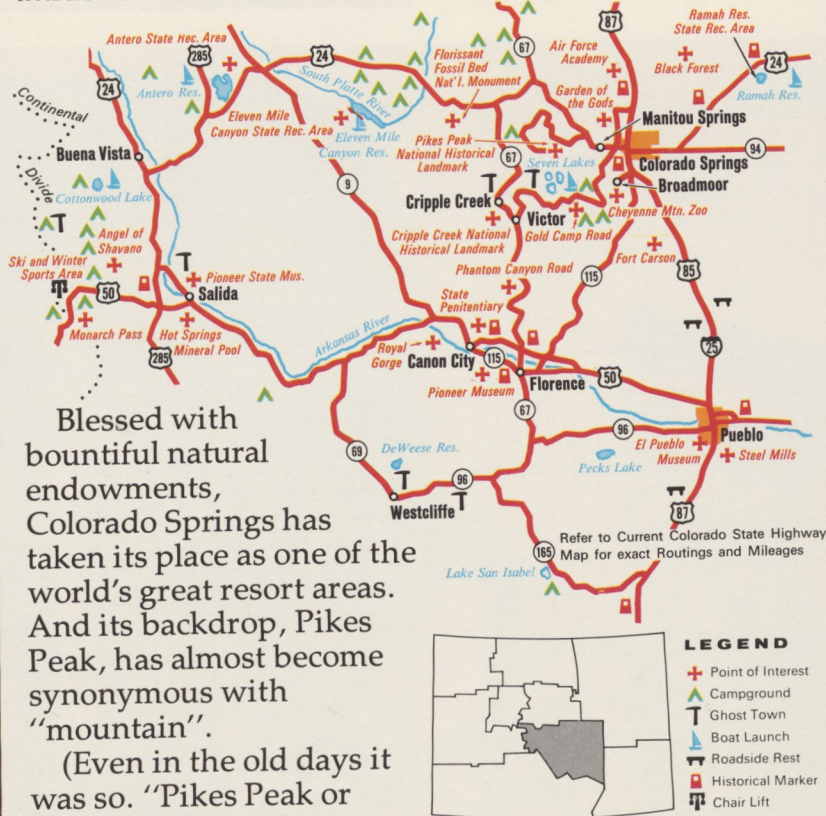 Antero State Rec. Area
285
24
Antero Res.
24
Continental
Divide
Buena Vista
Cottonwood Lake
Eleven Mile
Canyon State Rec. Area
South Platte River
Eleven Mile
Canyon Res.
Florissant
Fossil Bed
Nat'l. Monument
67
Air Force
Academy
87
Garden of
the Gods
Ramah Res.
State Rec. Area
Black Forest
24
Ramah Res.
Manitou Springs
Pikes Peak
National Historical
Landmark
67
Seven Lakes
Colorado Springs
94
Broadmoor
Cheyenne Mtn. Zoo
9
Cripple Creek
Victor
Cripple Creek National
Historical Landmark
Gold Camp Road
Fort Carson
Angel of
Shavano
Ski and Winter
Sports Area
50
Pioneer State Mus.
Salida
Monarch Pass
Hot Springs
Mineral Pool
285
Phantom Canyon Road
115
85
State
Penitentiary
Arkansas River
Royal
Gorge
Canon City
115
Pioneer Museum
Florence
50
25
67
96
Pueblo
El Pueblo
Museum
Steel Mills
69
DeWeese Res.
96
Westcliffe
Pecks Lake
87
165
Lake San Isabel
Refer to Current Colorado State Highway
Map for exact Routings and Mileages
Blessed with
bountiful natural
endowments,
Colorado Springs has
taken its place as one of the
world's great resort areas.
And its backdrop, Pikes
Peak, has almost become
synonymous with
"mountain".
(Even in the old days it
was so. "Pikes Peak or
LEGEND
Point of Interest
Campground
Ghost Town
Boat Launch
Roadside Rest
Historical Marker
Chair Lift